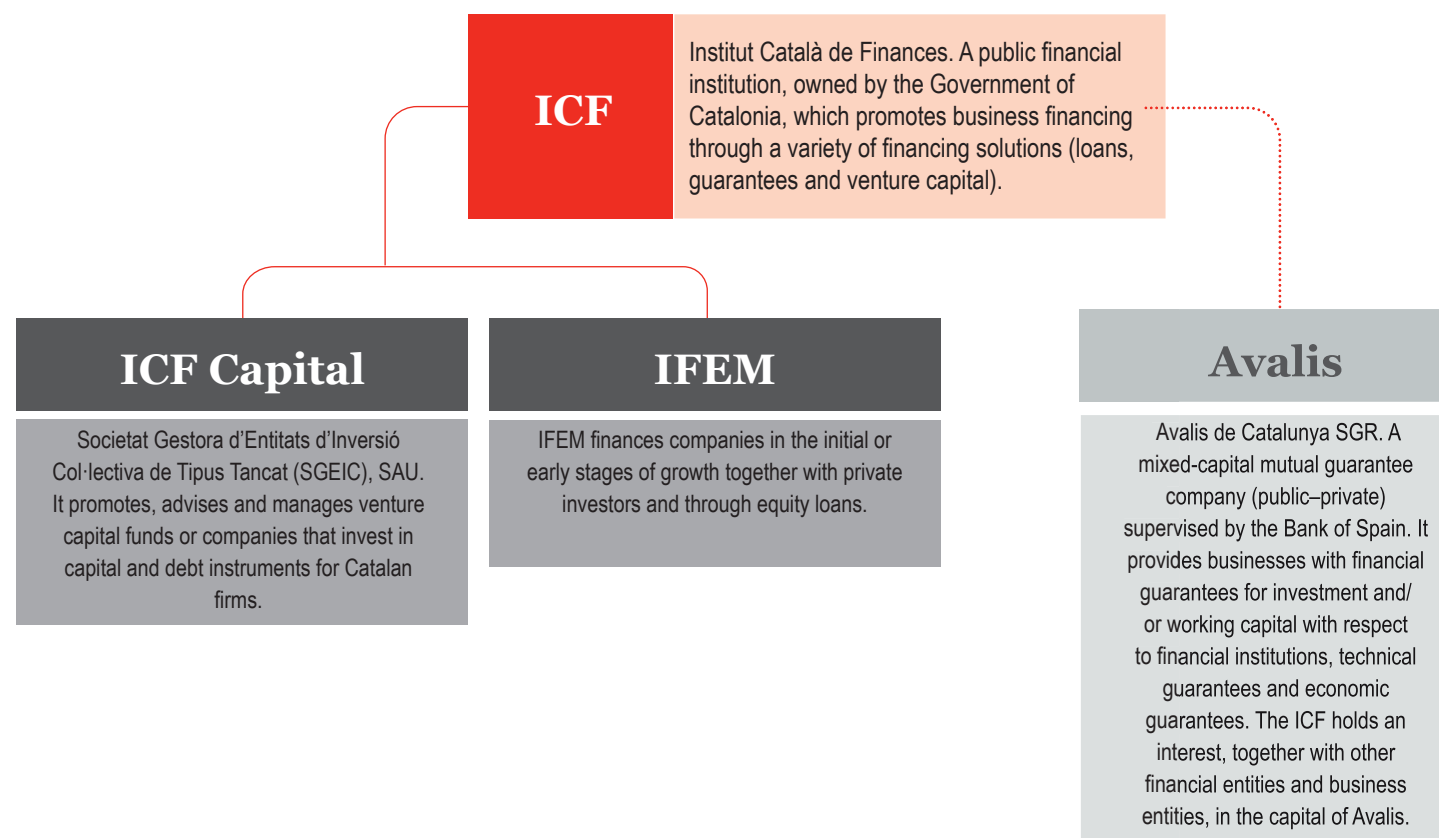 ICF
Institut Català de Finances. A public financial
institution, owned by the Government of
Catalonia, which promotes business financing
through a variety of financing solutions (loans,
guarantees and venture capital).
ICF Capital
Societat Gestora d’Entitats d’Inversió
Col·lectiva de Tipus Tancat (SGEIC), SAU.
It promotes, advises and manages venture
capital funds or companies that invest in
capital and debt instruments for Catalan
firms.
IFEM
IFEM finances companies in the initial or
early stages of growth together with private
investors and through equity loans.
Avalis
Avalis de Catalunya SGR. A
mixed-capital mutual guarantee
company (public–private)
supervised by the Bank of Spain. It
provides businesses with financial
guarantees for investment and/
or working capital with respect
to financial institutions, technical
guarantees and economic
guarantees. The ICF holds an
interest, together with other
financial entities and business
entities, in the capital of Avalis.